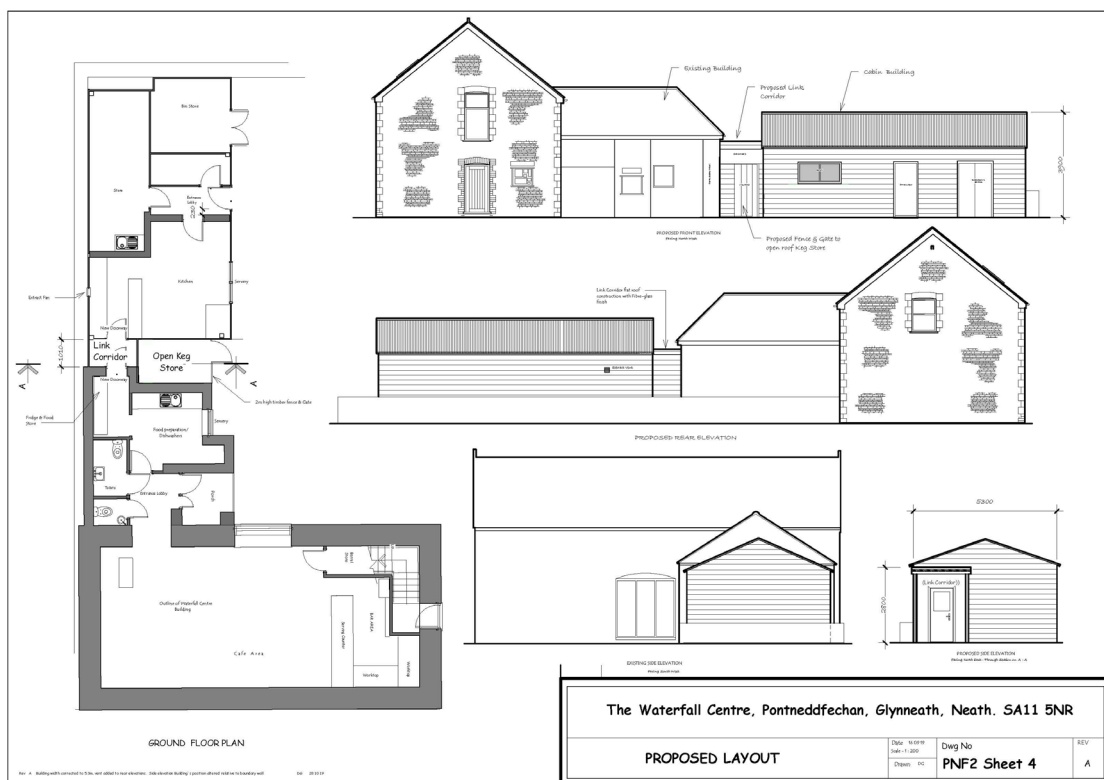 Bin Store
Store
Entrance
lobby
Kitchen
Servery
Extract Fan
New Doorway
Link
Corridor
Open Keg
Store
New Doorway
A
A
2m high timber fence & Gate
Fridge & Food
Store
Food preparation/
Dishwashers
Servery
Toilets
Entrance Lobby
Porch
Outline of Waterfall Centre
Building
Cafe Area
BAR AREA
Serving Counter
Worktop
GROUND FLOOR PLAN
Existing Building
Proposed Link
Corridor
Cabin Building
3900
PROPOSED FRONT ELEVATION
Proposed Fence & Gate to
open roof Keg Store
Link Corridor flat roof
construction with Fibre-glass
finish
PROPOSED REAR ELEVATION
EXISTING SIDE ELEVATION
5300
(Link Corridor)
PROPOSED SIDE ELEVATION
The Waterfall Centre, Pontneddfechan, Glynneath, Neath. SA11 5NR
PROPOSED LAYOUT
Dwg No
PNF2 Sheet 4
REV
A